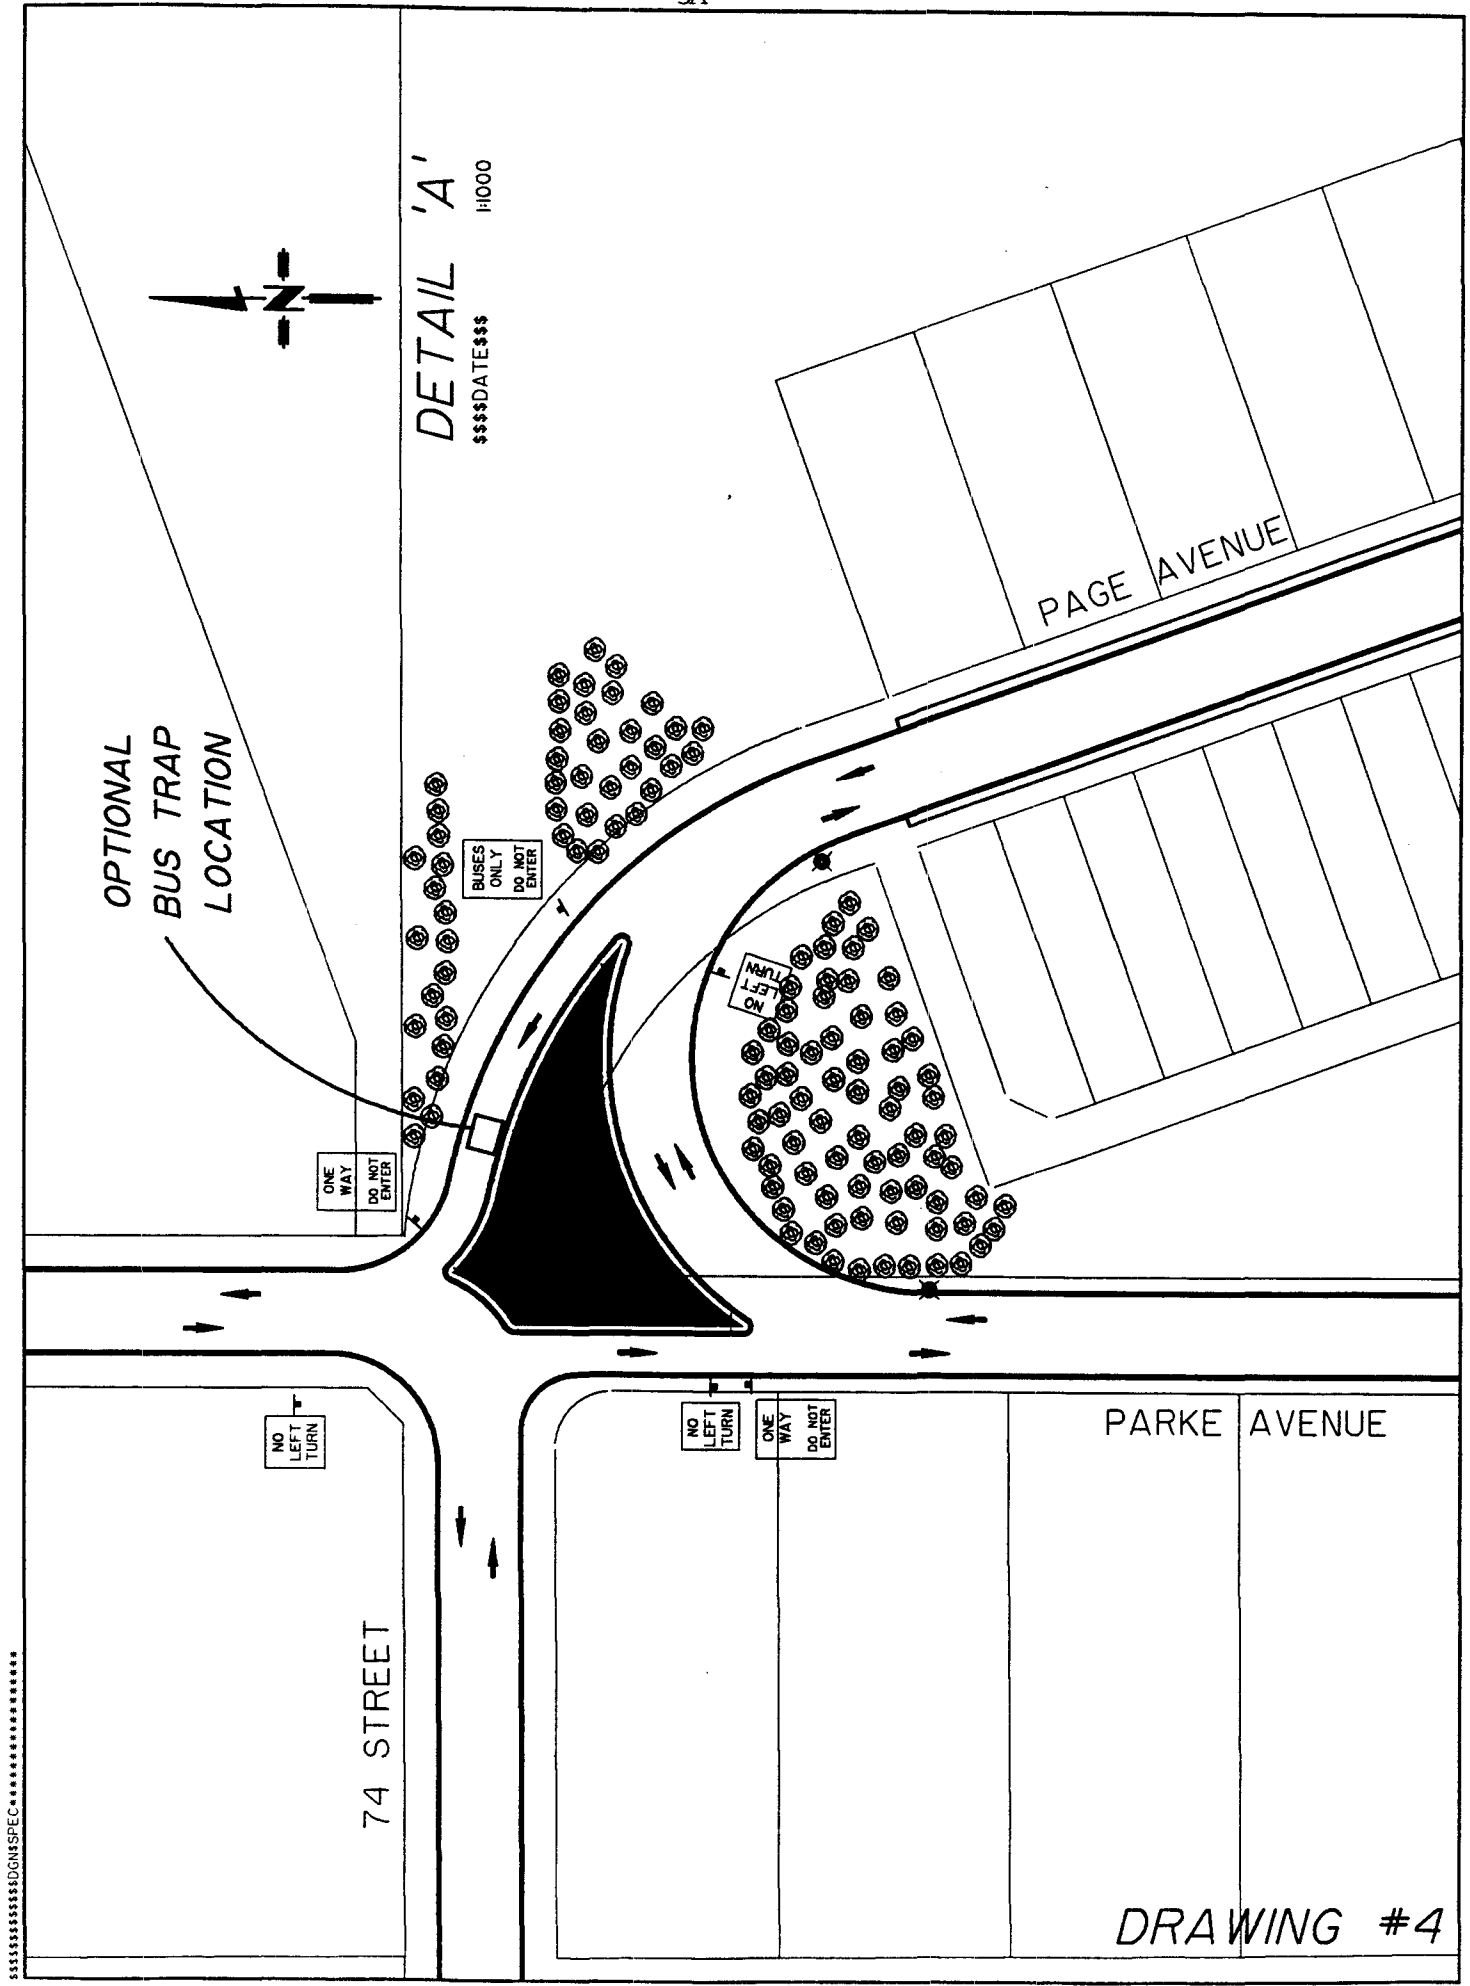 $$$$$$$$$$$$DGN$SPEC********************
OPTIONAL
BUS TRAP
LOCATION
N
DETAIL 'A'
$$$$DATE$$$
1:1000
BUSES
ONLY
DO NOT
ENTER
ONE
WAY
DO NOT
ENTER
NO
LEFT
TURN
PAGE AVENUE
NO
LEFT
TURN
NO
LEFT
TURN
ONE
WAY
DO NOT
ENTER
PARKE AVENUE
74 STREET
DRAWING #4